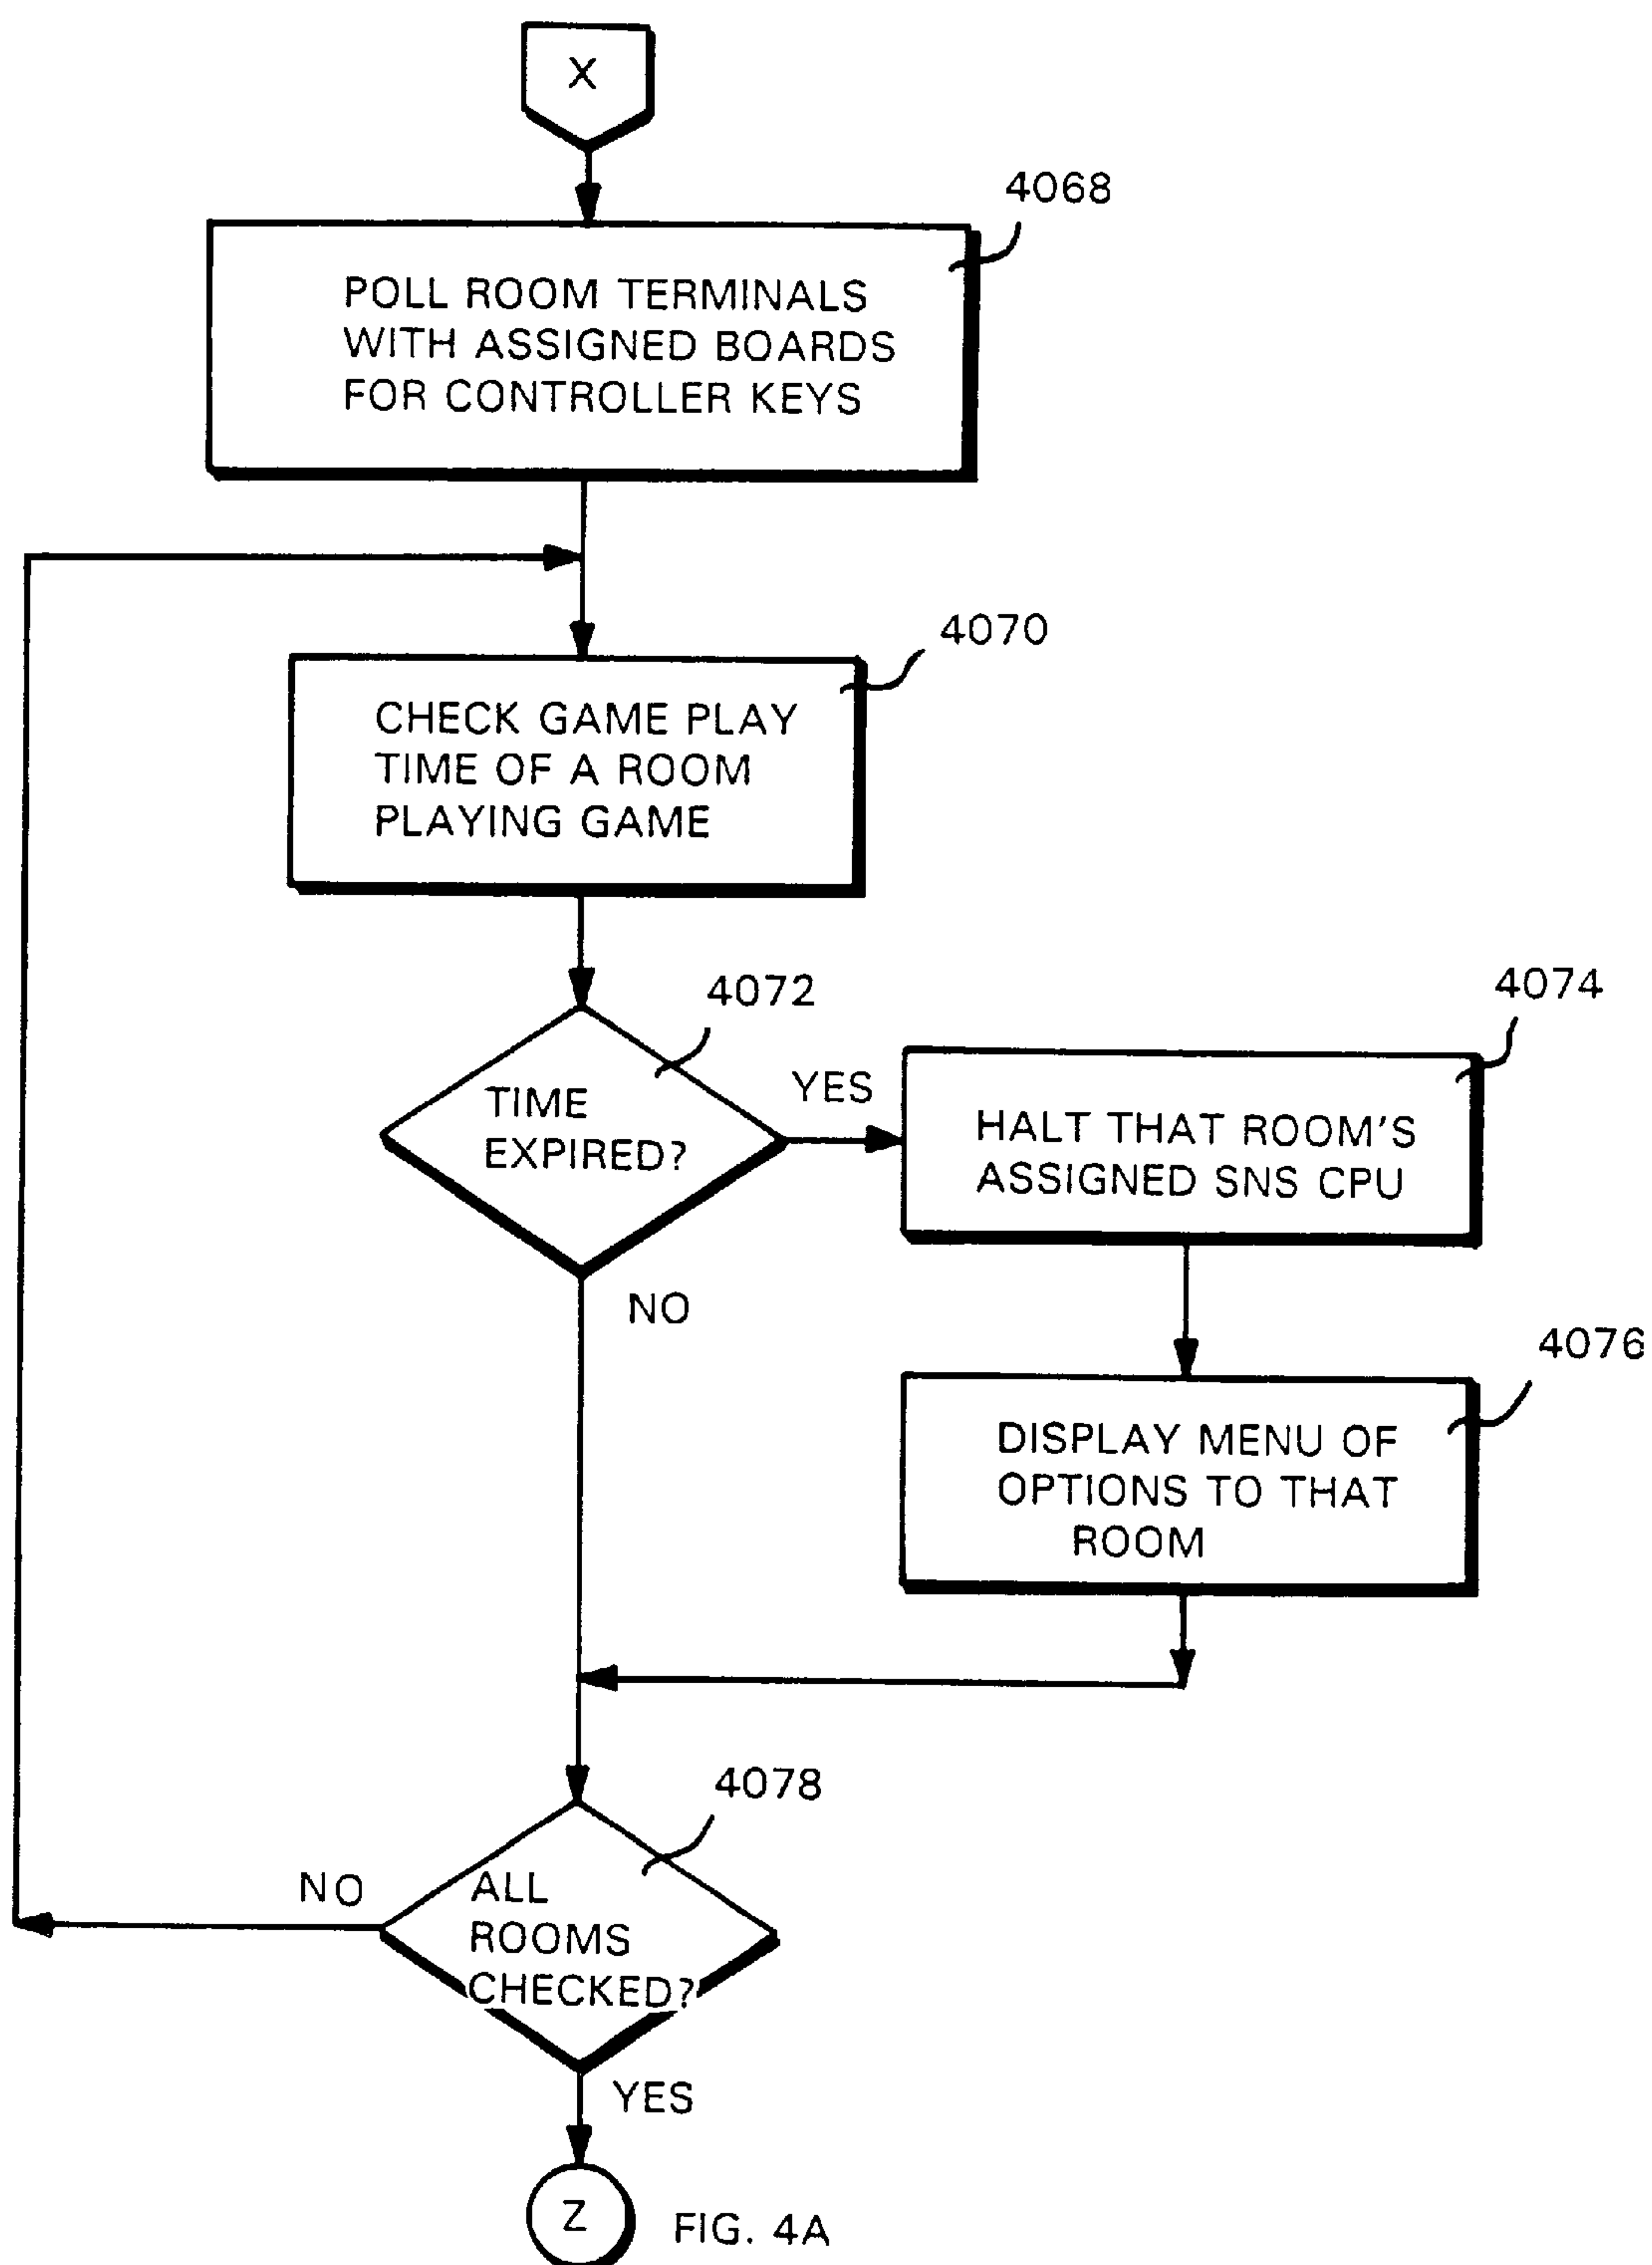 X
4068
POLL ROOM TERMINALS
WITH ASSIGNED BOARDS
FOR CONTROLLER KEYS
4070
CHECK GAME PLAY
TIME OF A ROOM
PLAYING GAME
4072
TIME
EXPIRED?
YES
NO
4074
HALT THAT ROOM'S
ASSIGNED SNS CPU
4076
DISPLAY MENU OF
OPTIONS TO THAT
ROOM
4078
ALL
ROOMS
CHECKED?
NO
YES
Z
FIG. 4A